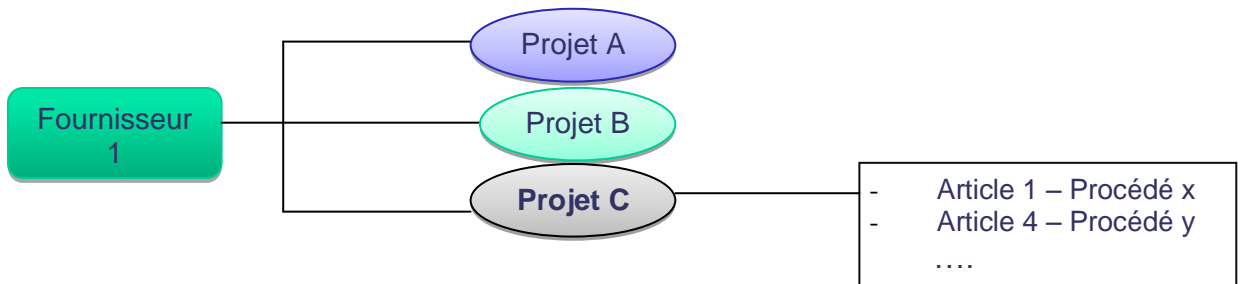 Projet A
Fournisseur
1
Projet B
Projet C
- Article 1 – Procédé x
- Article 4 – Procédé y
….